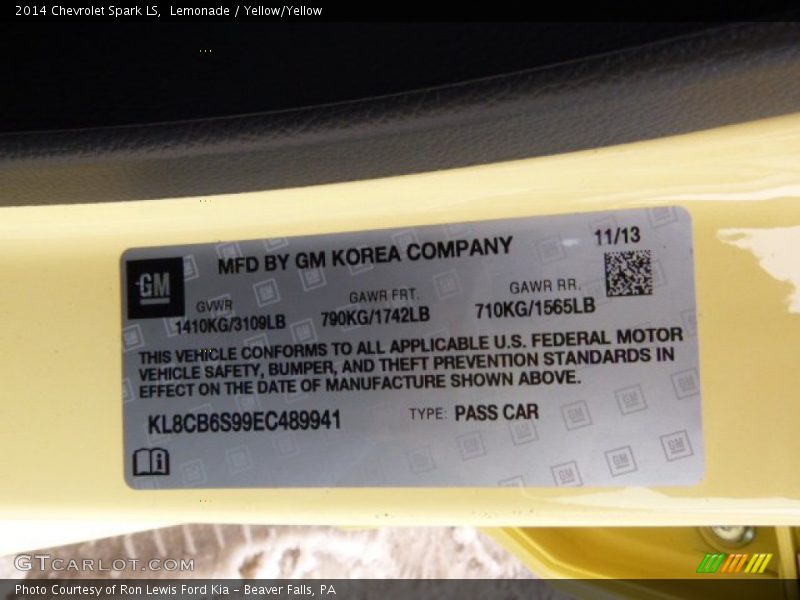 2014 Chevrolet Spark LS, Lemonade / Yellow/Yellow
GM
MFD BY GM KOREA COMPANY
11/13
GVWR
GAWR FRT.
GAWR RR.
1410KG/3109LB
790KG/1742LB
710KG/1565LB
THIS VEHICLE CONFORMS TO ALL APPLICABLE U.S. FEDERAL MOTOR
VEHICLE SAFETY, BUMPER, AND THEFT PREVENTION STANDARDS IN
EFFECT ON THE DATE OF MANUFACTURE SHOWN ABOVE.
KL8CB6S99EC489941
TYPE: PASS CAR
GTCARLOT.COM
Photo Courtesy of Ron Lewis Ford Kia - Beaver Falls, PA